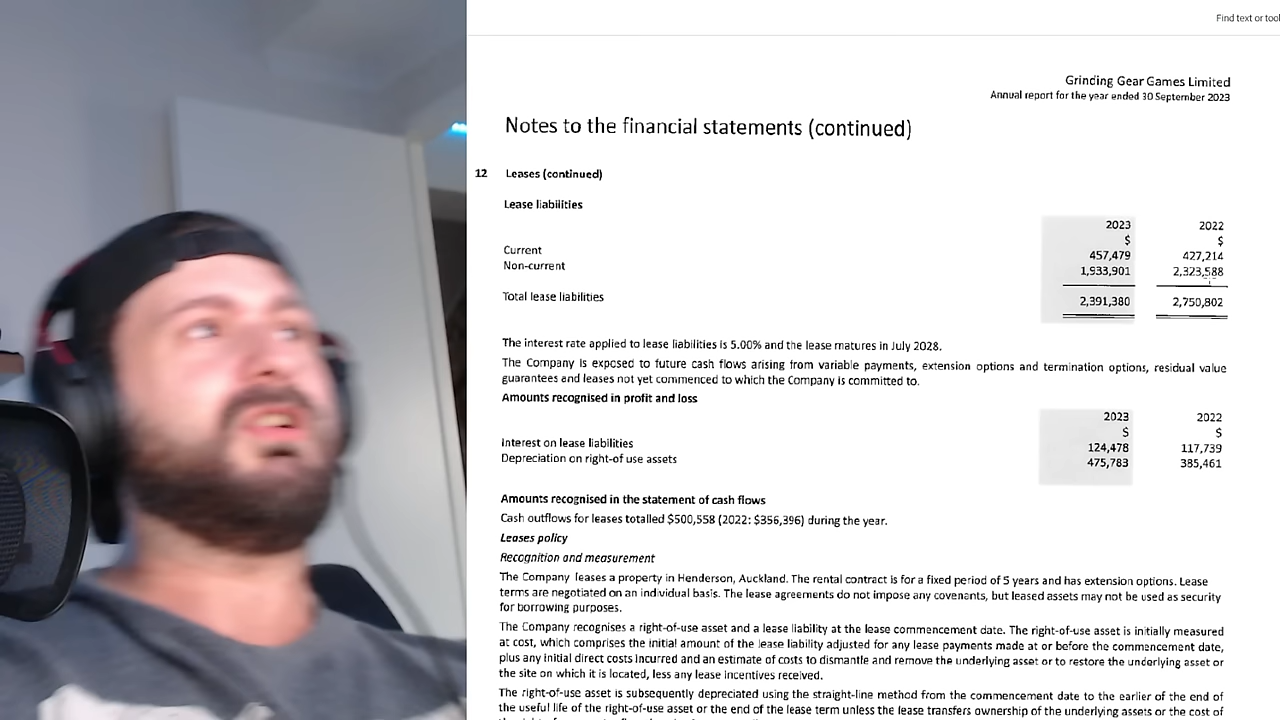 Find text or tool
Grinding Gear Games Limited
Annual report for the year ended 30 September 2023
Notes to the financial statements (continued)
12 Leases (continued)
Lease liabilities
2023 2022
$ $
Current 457,479 427,214
Non-current 1,933,901 2,323,588
Total lease liabilities 2,391,380 2,750,802
The interest rate applied to lease liabilities is 5.00% and the lease matures in July 2028.
The Company is exposed to future cash flows arising from variable payments, extension options and termination options, residual value
guarantees and leases not yet commenced to which the Company is committed to.
Amounts recognised in profit and loss
2023 2022
$ $
Interest on lease liabilities 124,478 117,739
Depreciation on right-of use assets 475,783 385,461
Amounts recognised in the statement of cash flows
Cash outflows for leases totalled $500,558 (2022: $356,396) during the year.
Leases policy
Recognition and measurement
The Company leases a property in Henderson, Auckland. The rental contract is for a fixed period of 5 years and has extension options. Lease
terms are negotiated on an individual basis. The lease agreements do not impose any covenants, but leased assets may not be used as security
for borrowing purposes.
The Company recognises a right-of-use asset and a lease liability at the lease commencement date. The right-of-use asset is initially measured
at cost, which comprises the initial amount of the lease liability adjusted for any lease payments made at or before the commencement date,
plus any initial direct costs incurred and an estimate of costs to dismantle and remove the underlying asset or to restore the underlying asset or
the site on which it is located, less any lease incentives received.
The right-of-use asset is subsequently depreciated using the straight-line method from the commencement date to the earlier of the end of
the useful life of the right-of-use asset or the end of the lease term unless the lease transfers ownership of the underlying assets or the cost of